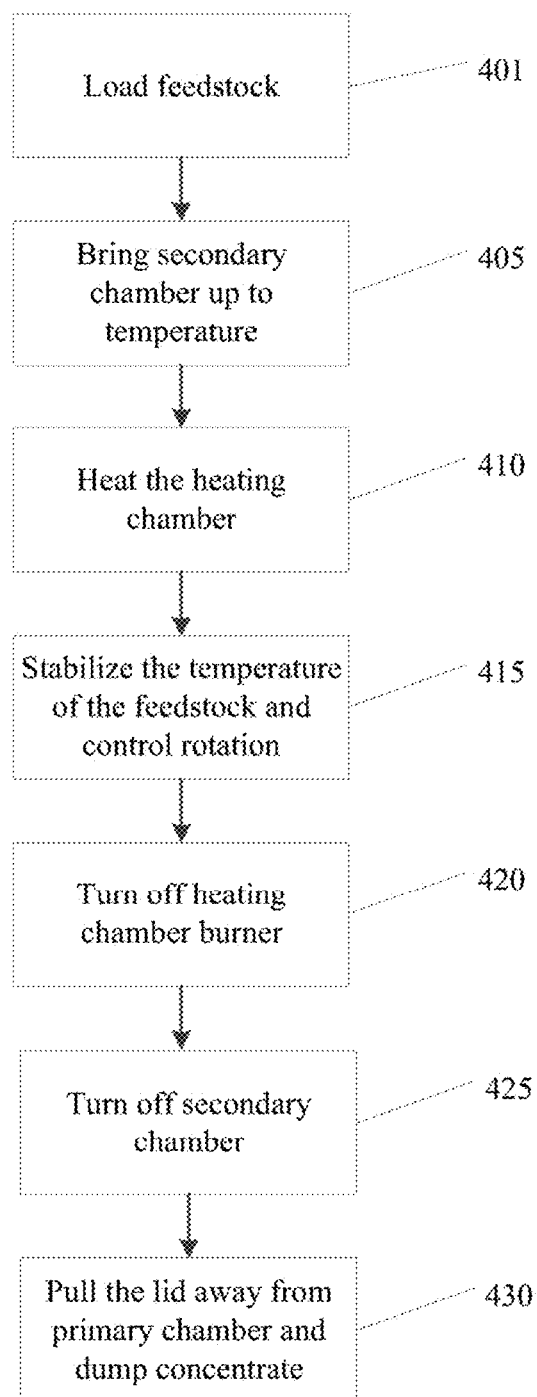 Load feedstock
401
Bring secondary
chamber up to
temperature
405
Heat the heating
chamber
410
Stabilize the temperature
of the feedstock and
control rotation
415
Turn off heating
chamber burner
420
Turn off secondary
chamber
425
Pull the lid away from
primary chamber and
dump concentrate
430